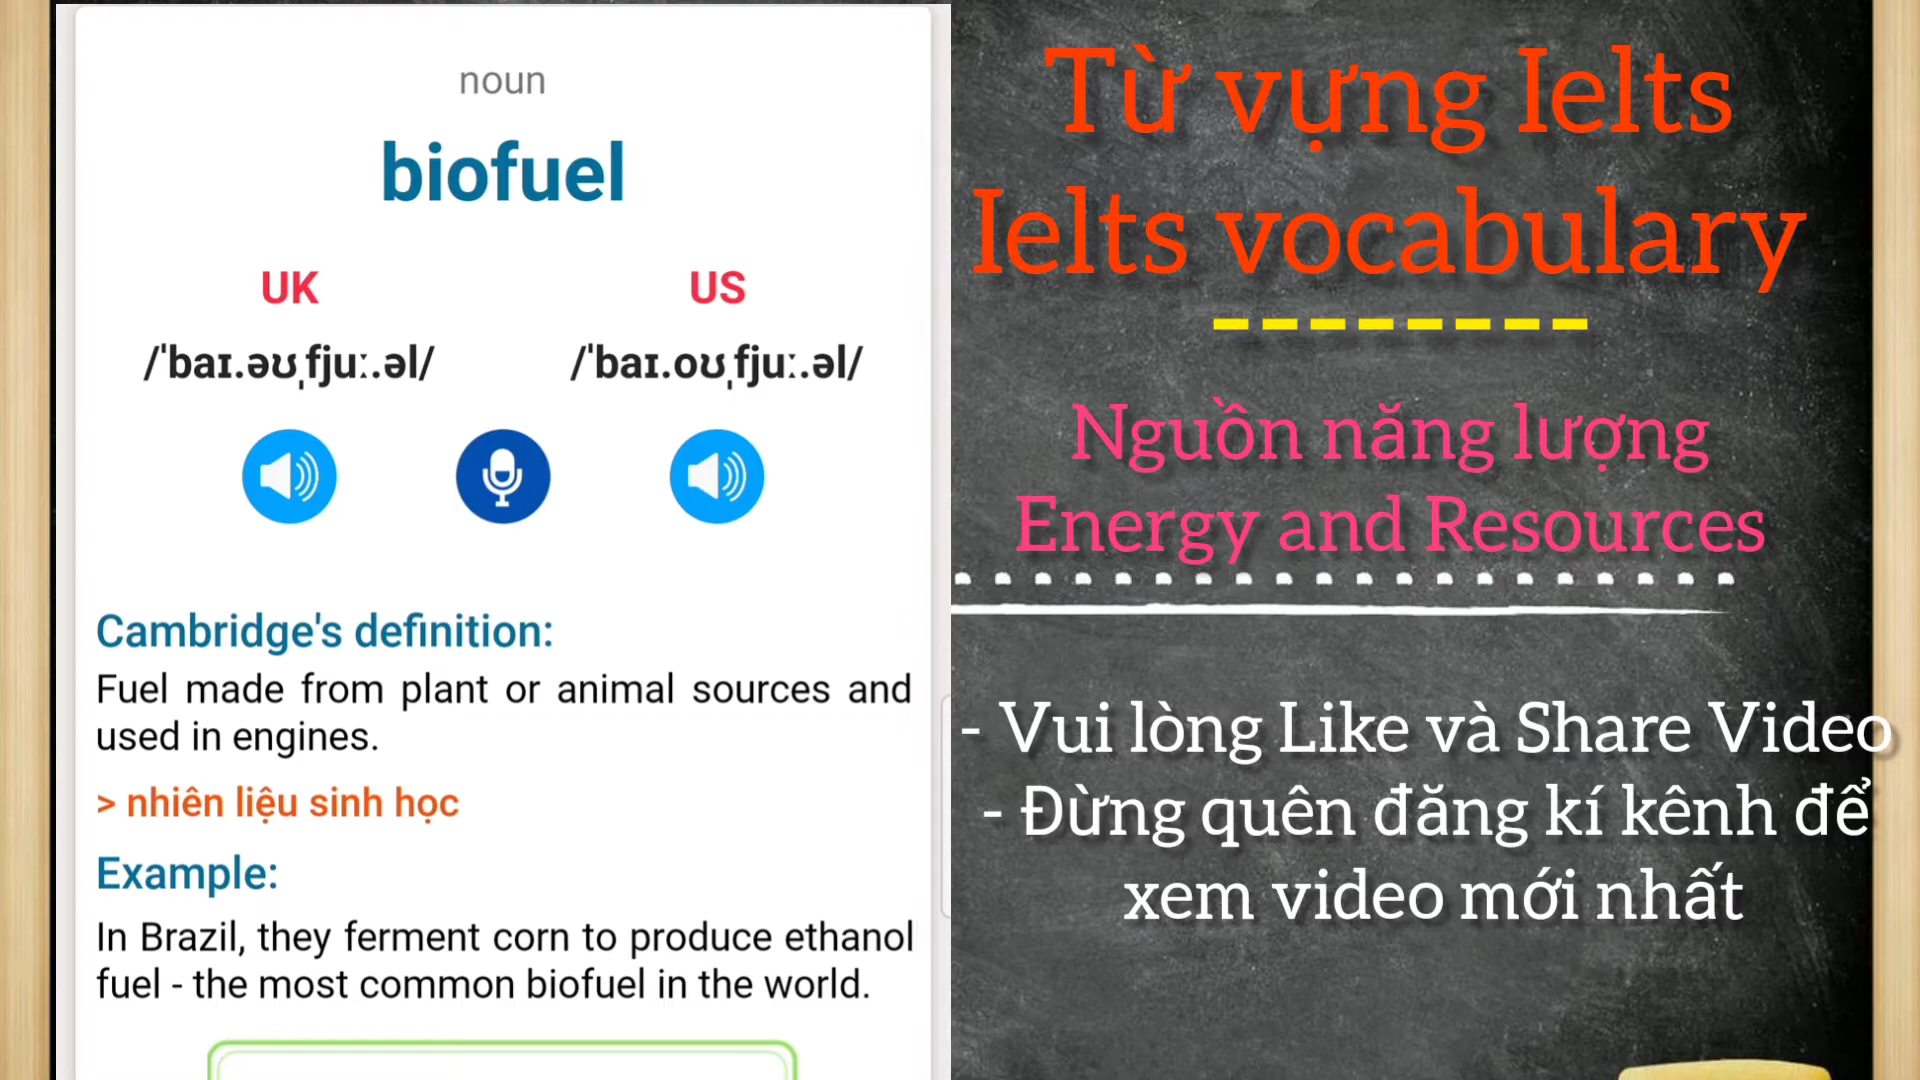 noun
biofuel
UK US
/ˈbaɪ.əʊˌfjuː.əl/ /ˈbaɪ.oʊˌfjuː.əl/
Cambridge's definition:
Fuel made from plant or animal sources and
used in engines.
> nhiên liệu sinh học
Example:
In Brazil, they ferment corn to produce ethanol
fuel - the most common biofuel in the world.
Từ vựng Ielts
Ielts vocabulary
--------
Nguồn năng lượng
Energy and Resources
- Vui lòng Like và Share Video
- Đừng quên đăng kí kênh để
xem video mới nhất